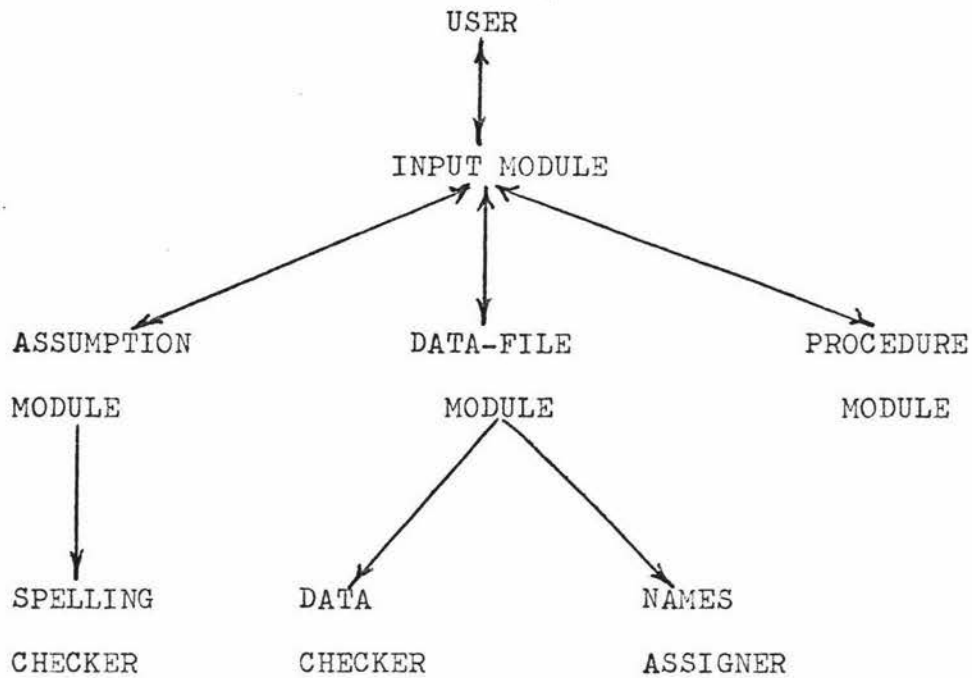 USER
INPUT MODULE
ASSUMPTION
MODULE
DATA-FILE
MODULE
PROCEDURE
MODULE
SPELLING
CHECKER
DATA
CHECKER
NAMES
ASSIGNER